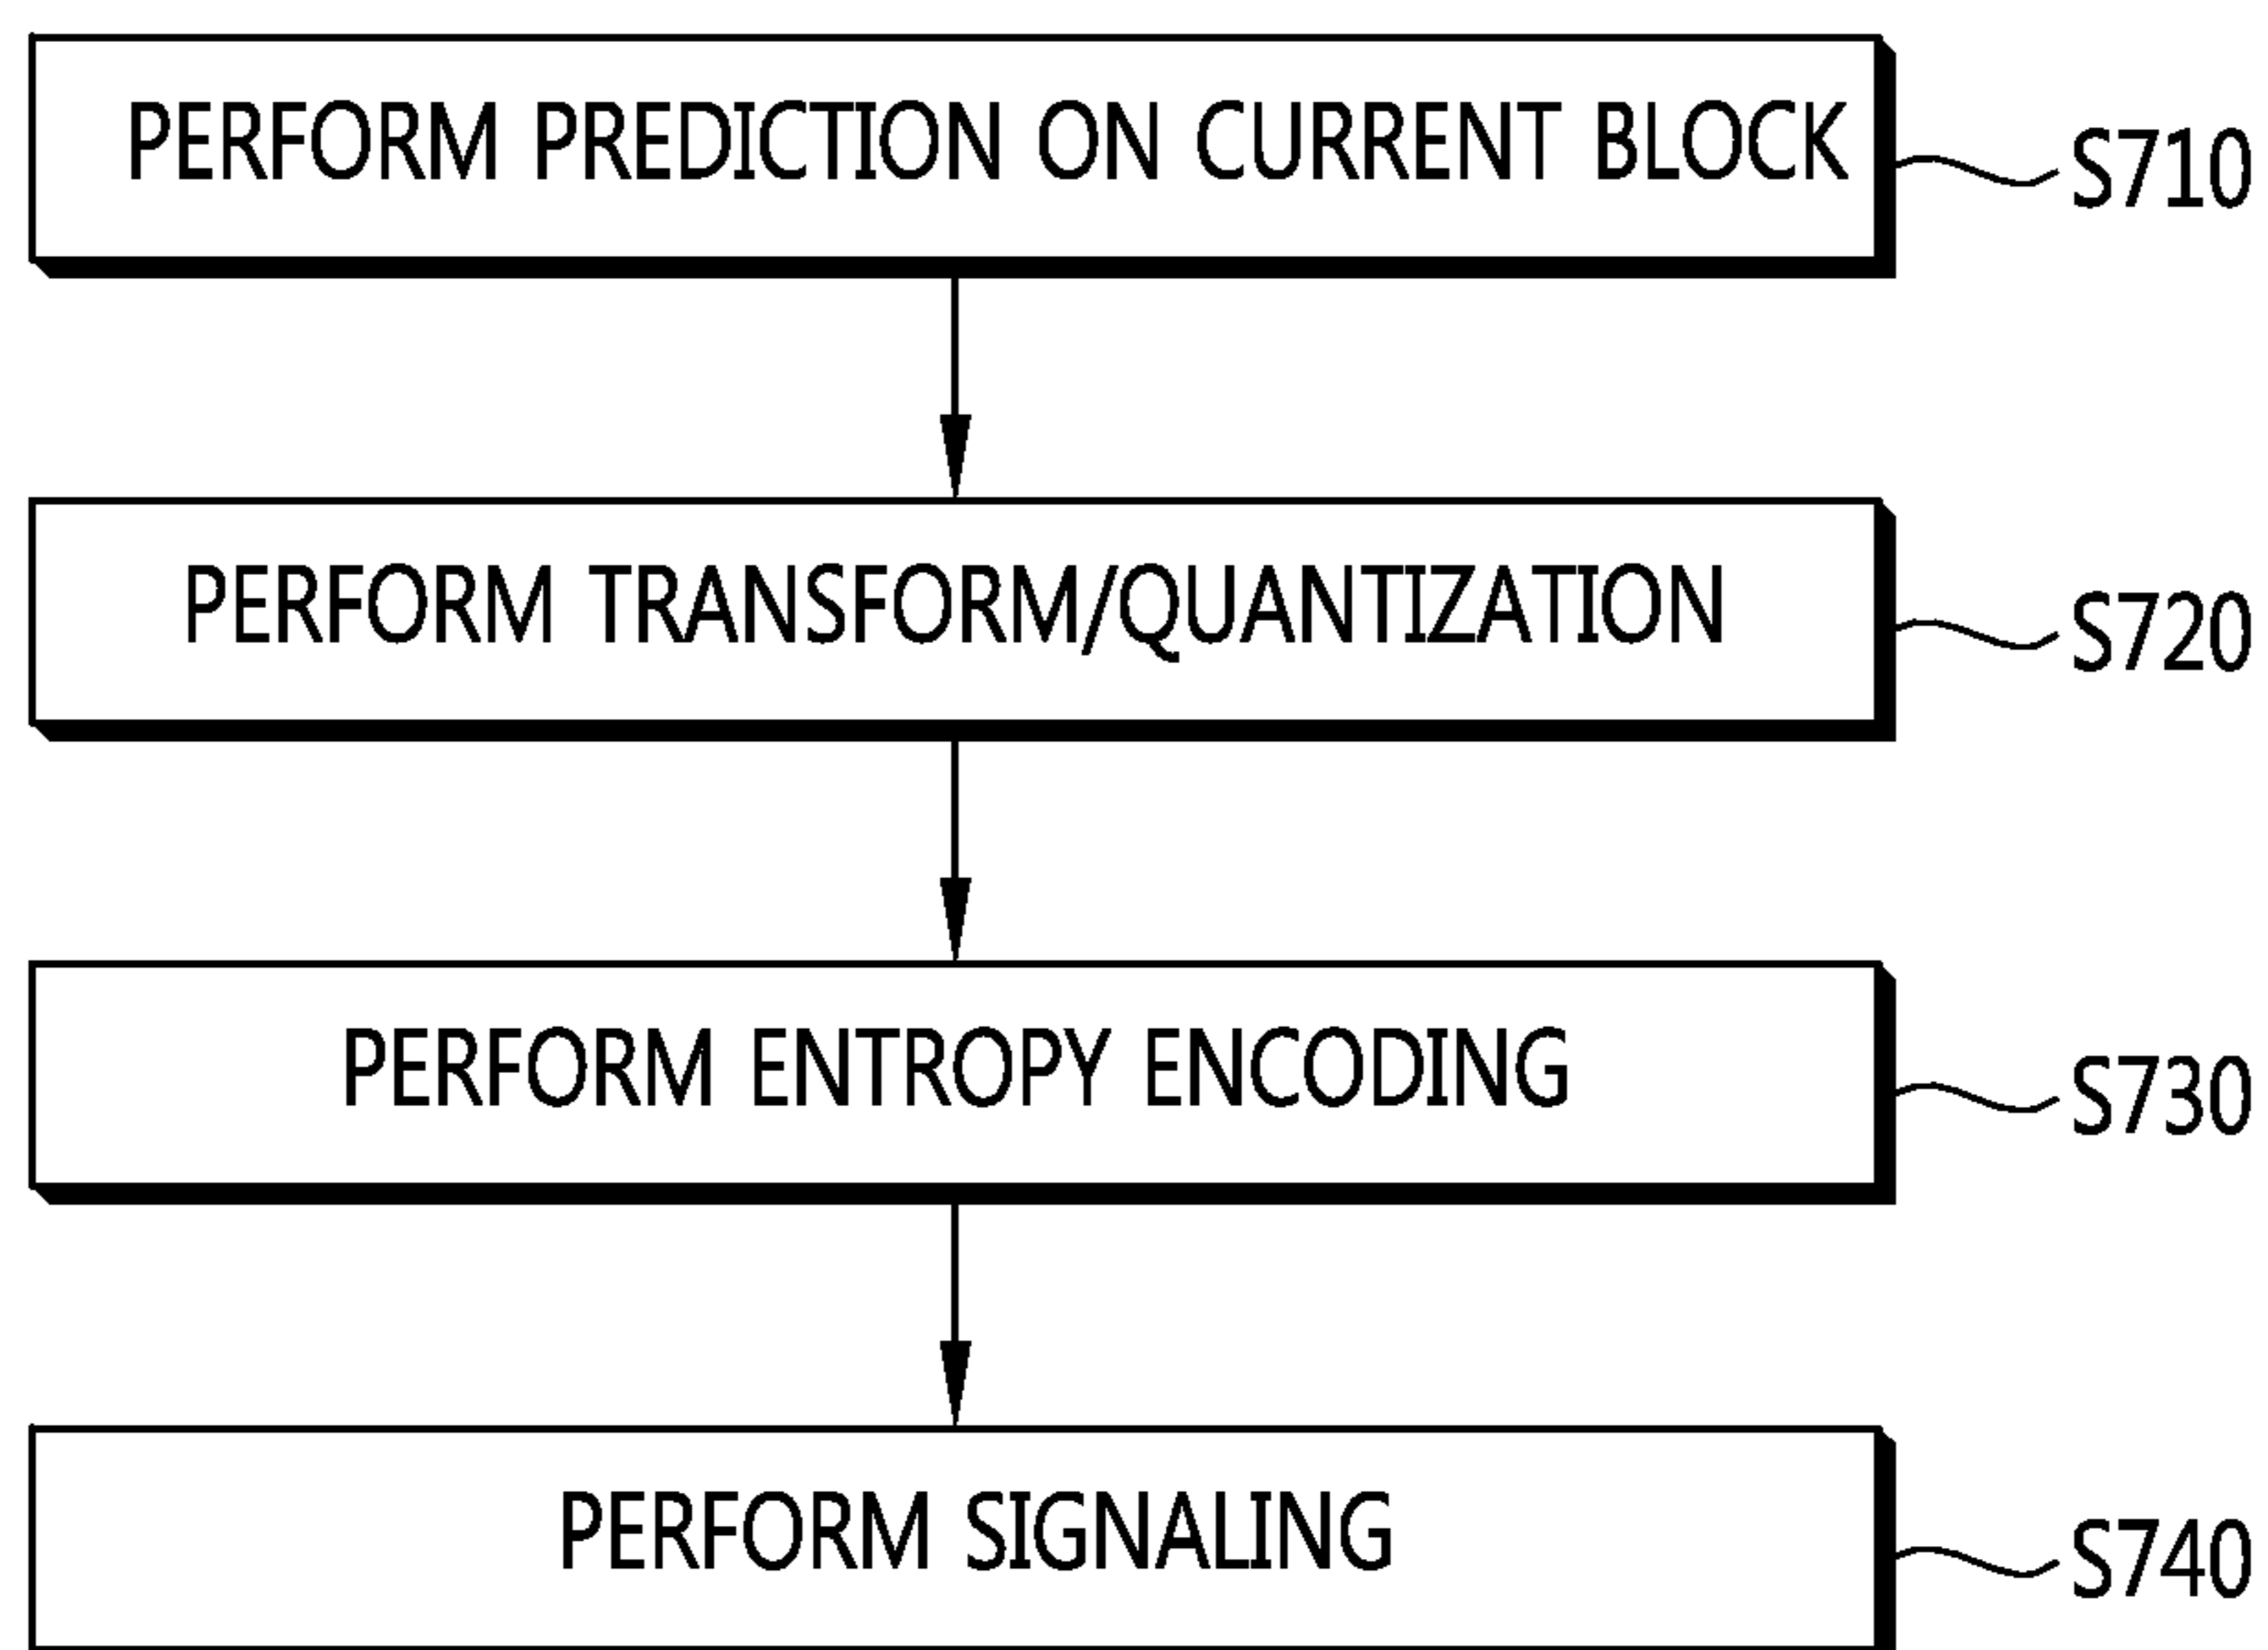 PERFORM PREDICTION ON CURRENT BLOCK
S710
PERFORM TRANSFORM/QUANTIZATION
S720
PERFORM ENTROPY ENCODING
S730
PERFORM SIGNALING
S740